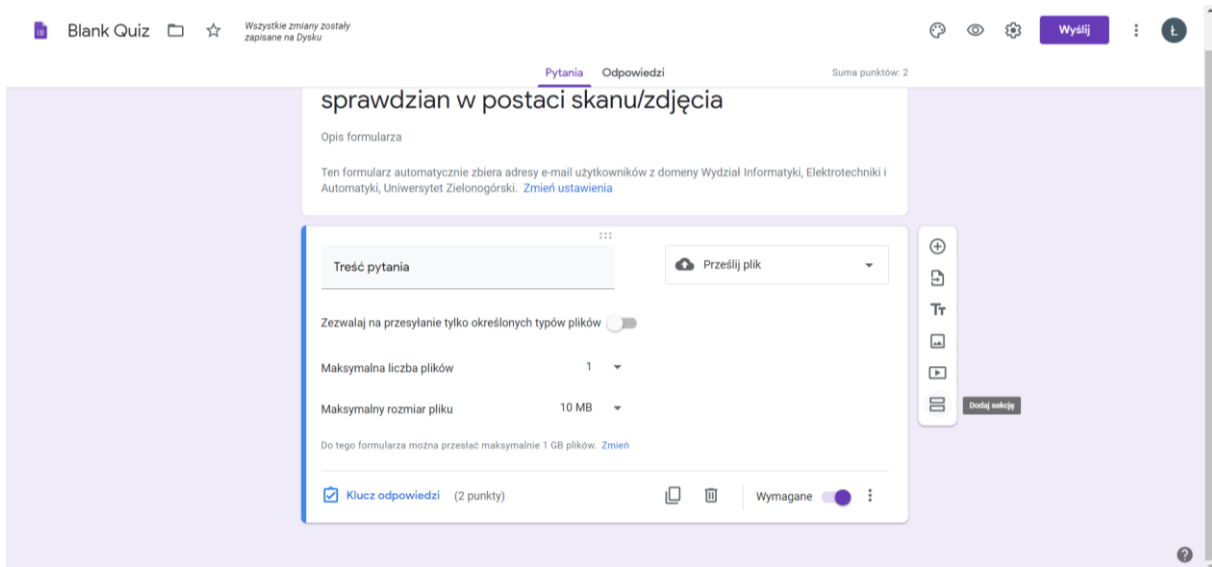 Blank Quiz
Wszystkie zmiany zostały
zapisane na Dysku
Wyślij
Ł
Pytania Odpowiedzi
Suma punktów: 2
sprawdzian w postaci skanu/zdjęcia
Opis formularza
Ten formularz automatycznie zbiera adresy e-mail użytkowników z domeny Wydział Informatyki, Elektrotechniki i
Automatyki, Uniwersytet Zielonogórski. Zmień ustawienia
Treść pytania
Prześlij plik
Tт
Zezwalaj na przesyłanie tylko określonych typów plików
Maksymalna liczba plików 1
Maksymalny rozmiar pliku 10 MB
Dodaj sekcję
Do tego formularza można przesłać maksymalnie 1 GB plików. Zmień
Klucz odpowiedzi (2 punkty)
Wymagane